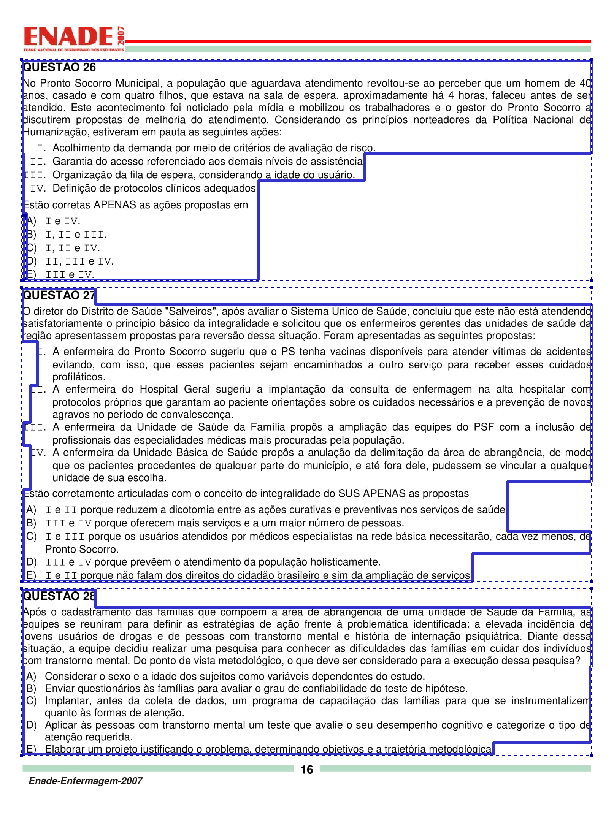 ENADE 2007
EXAME NACIONAL DE DESEMPENHO DOS ESTUDANTES
QUESTÃO 26
No Pronto Socorro Municipal, a população que aguardava atendimento revoltou-se ao perceber que um homem de 40
anos, casado e com quatro filhos, que estava na sala de espera, aproximadamente há 4 horas, faleceu antes de ser
atendido. Este acontecimento foi noticiado pela mídia e mobilizou os trabalhadores e o gestor do Pronto Socorro a
discutirem propostas de melhoria do atendimento. Considerando os princípios norteadores da Política Nacional de
Humanização, estiveram em pauta as seguintes ações:
I. Acolhimento da demanda por meio de critérios de avaliação de risco.
II. Garantia do acesso referenciado aos demais níveis de assistência
III. Organização da fila de espera, considerando a idade do usuário.
IV. Definição de protocolos clínicos adequados
Estão corretas APENAS as ações propostas em
A) I e IV.
B) I, II e III.
C) I, II e IV.
D) II, III e IV.
E) III e IV.
QUESTÃO 27
O diretor do Distrito de Saúde "Salveiros", após avaliar o Sistema Único de Saúde, concluiu que este não está atendendo
satisfatoriamente o princípio básico da integralidade e solicitou que os enfermeiros gerentes das unidades de saúde da
região apresentassem propostas para reversão dessa situação. Foram apresentadas as seguintes propostas:
I. A enfermeira do Pronto Socorro sugeriu que o PS tenha vacinas disponíveis para atender vítimas de acidentes
evitando, com isso, que esses pacientes sejam encaminhados a outro serviço para receber esses cuidados
profiláticos.
II. A enfermeira do Hospital Geral sugeriu a implantação da consulta de enfermagem na alta hospitalar com
protocolos próprios que garantam ao paciente orientações sobre os cuidados necessários e a prevenção de novos
agravos no período de convalescença.
III. A enfermeira da Unidade de Saúde da Família propôs a ampliação das equipes do PSF com a inclusão de
profissionais das especialidades médicas mais procuradas pela população.
IV. A enfermeira da Unidade Básica de Saúde propôs a anulação da delimitação da área de abrangência, de modo
que os pacientes procedentes de qualquer parte do município, e até fora dele, pudessem se vincular a qualquer
unidade de sua escolha.
Estão corretamente articuladas com o conceito de integralidade do SUS APENAS as propostas
A) I e II porque reduzem a dicotomia entre as ações curativas e preventivas nos serviços de saúde
B) III e IV porque oferecem mais serviços e a um maior número de pessoas.
C) I e III porque os usuários atendidos por médicos especialistas na rede básica necessitarão, cada vez menos, de
Pronto Socorro.
D) III e IV porque prevêem o atendimento da população holisticamente.
E) I e II porque não falam dos direitos do cidadão brasileiro e sim da ampliação de serviços
QUESTÃO 28
Após o cadastramento das famílias que compõem a área de abrangência de uma unidade de Saúde da Família, as
equipes se reuniram para definir as estratégias de ação frente à problemática identificada: a elevada incidência de
jovens usuários de drogas e de pessoas com transtorno mental e história de internação psiquiátrica. Diante dessa
situação, a equipe decidiu realizar uma pesquisa para conhecer as dificuldades das famílias em cuidar dos indivíduos
com transtorno mental. Do ponto de vista metodológico, o que deve ser considerado para a execução dessa pesquisa?
A) Considerar o sexo e a idade dos sujeitos como variáveis dependentes do estudo.
B) Enviar questionários às famílias para avaliar o grau de confiabilidade do teste de hipótese.
C) Implantar, antes da coleta de dados, um programa de capacitação das famílias para que se instrumentalizem
quanto às formas de atenção.
D) Aplicar às pessoas com transtorno mental um teste que avalie o seu desempenho cognitivo e categorize o tipo de
atenção requerida.
E) Elaborar um projeto justificando o problema, determinando objetivos e a trajetória metodológica
16
Enade-Enfermagem-2007